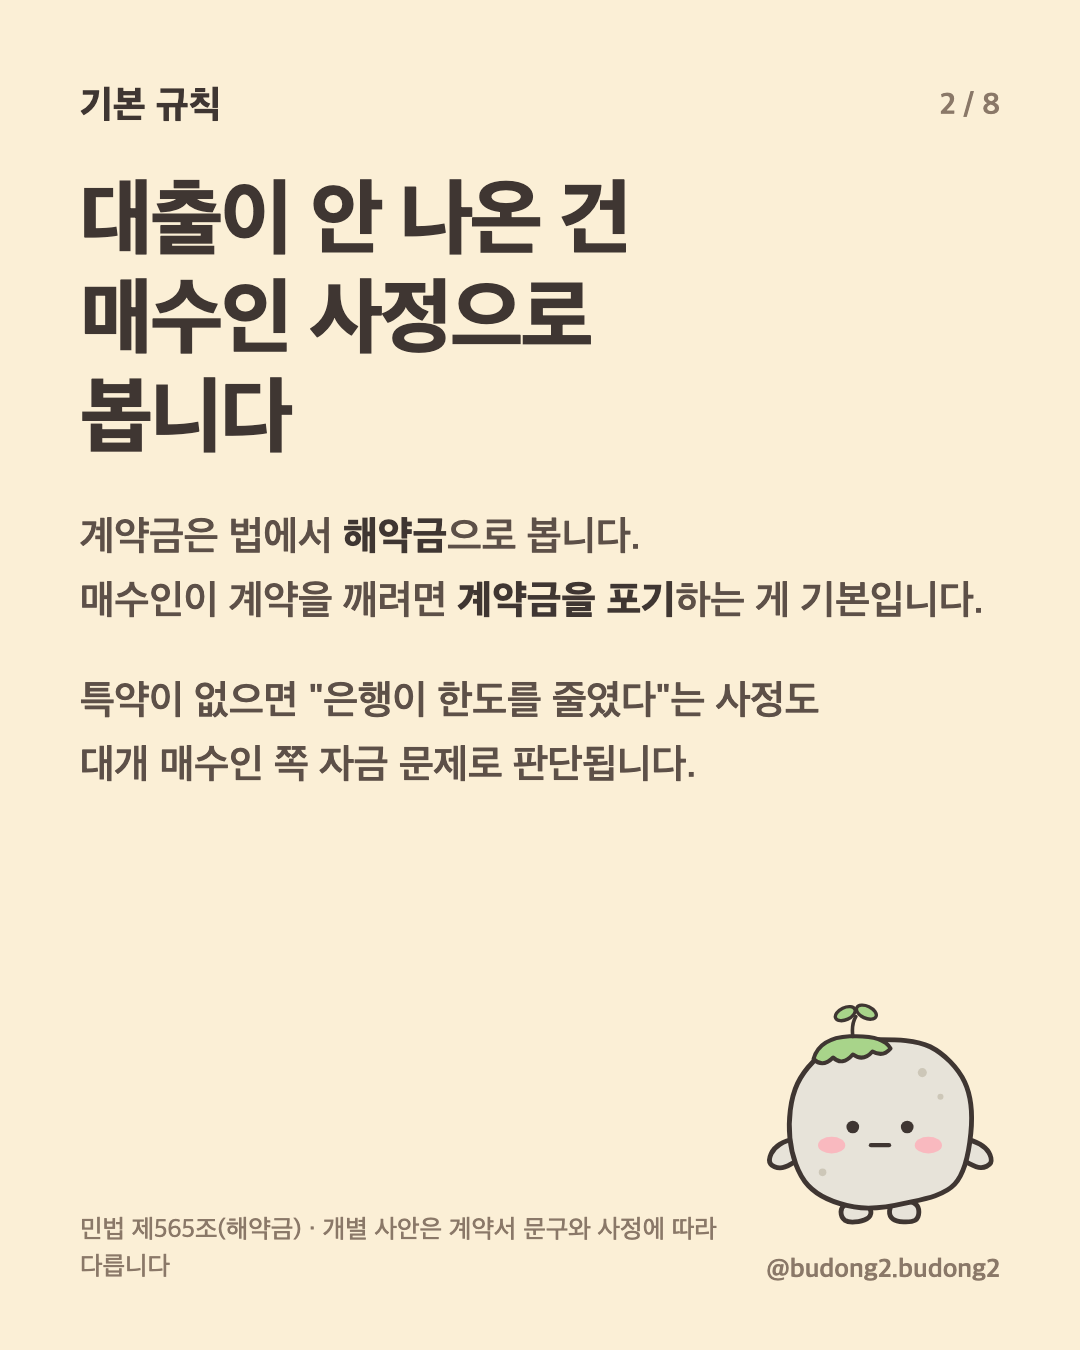 기본 규칙
2 / 8
대출이 안 나온 건
매수인 사정으로
봅니다
계약금은 법에서 해약금으로 봅니다.
매수인이 계약을 깨려면 계약금을 포기하는 게 기본입니다.
특약이 없으면 "은행이 한도를 줄였다"는 사정도
대개 매수인 쪽 자금 문제로 판단됩니다.
민법 제565조(해약금) · 개별 사안은 계약서 문구와 사정에 따라
다릅니다
@budong2.budong2